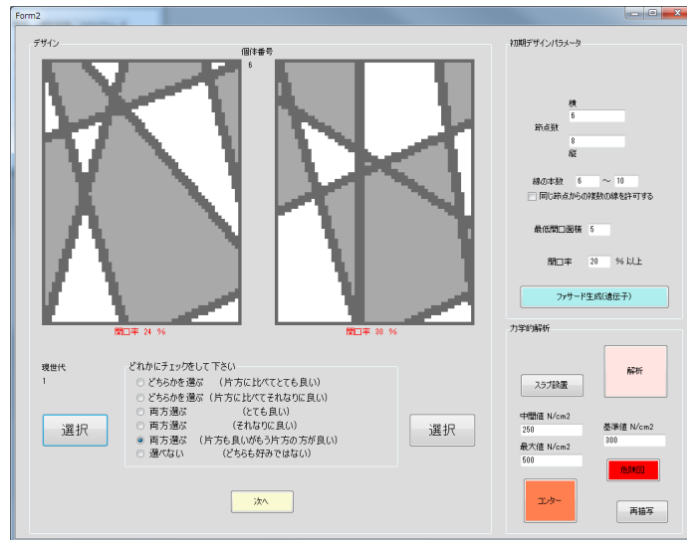 Form2
デザイン
個体番号
6
開口率 24 %
開口率 38 %
現世代
1
選択
どれかにチェックをして下さい
どちらかを選ぶ (片方に比べてとても良い)
どちらかを選ぶ (片方に比べてそれなりに良い)
両方選ぶ (とても良い)
両方選ぶ (それなりに良い)
両方選ぶ (片方も良いがもう片方の方が良い)
選べない (どちらも好みではない)
選択
次へ
初期デザインパラメータ
横
6
節点数
8
縦
線の本数 6 ～ 10
同じ節点からの複数の線を許可する
最低開口面積 5
開口率 20 %以上
ファサード生成(遺伝子)
力学的解析
スラブ設置
解析
中間値 N/cm2
250
基準値 N/cm2
300
最大値 N/cm2
500
コンター
再描写